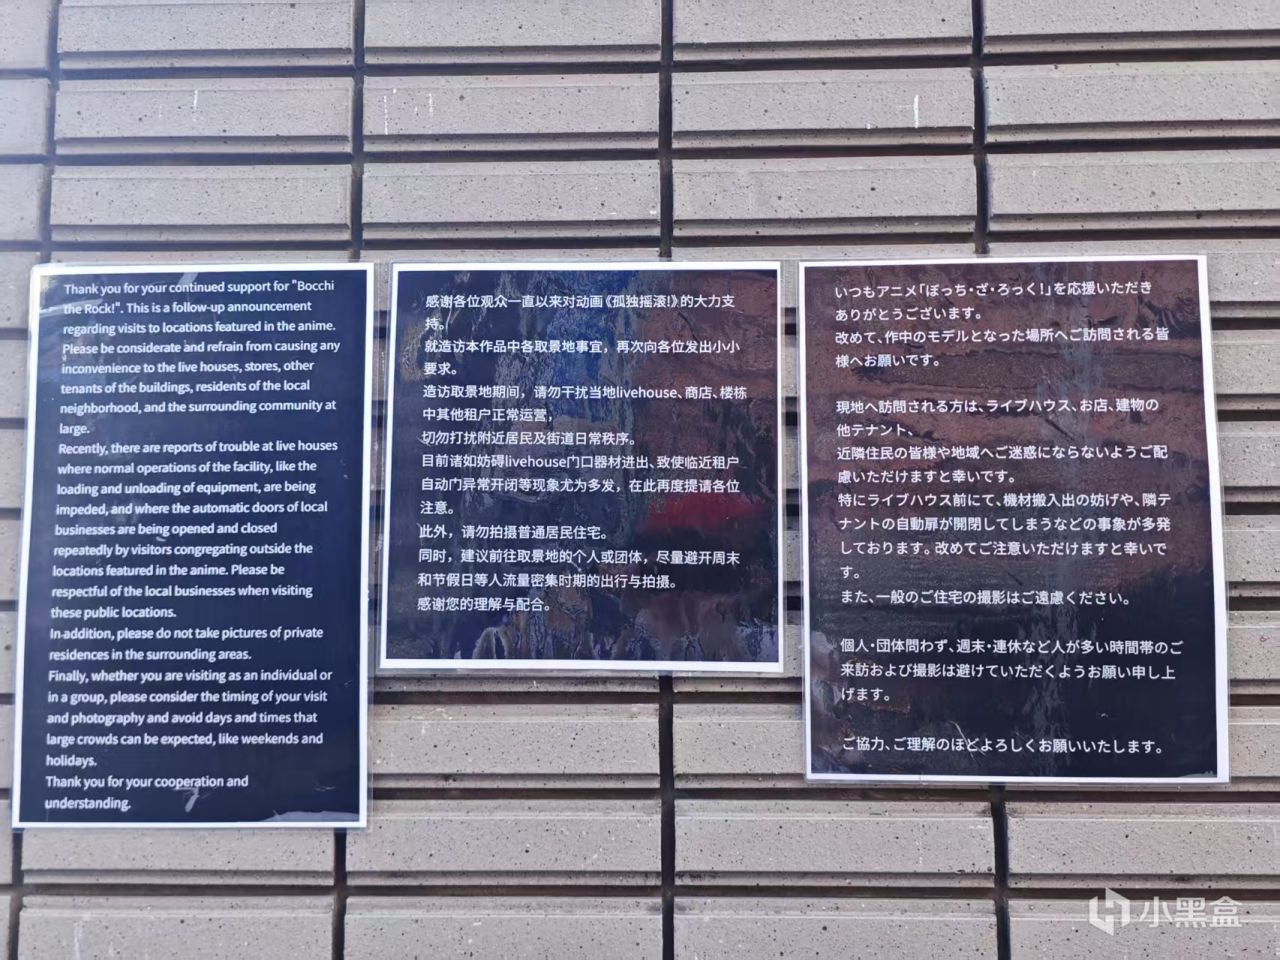 Thank you for your continued support for "Bocchi
the Rock!". This is a follow-up announcement
regarding visits to locations featured in the anime.
Please be considerate and refrain from causing any
inconvenience to the live houses, stores, other
tenants of the buildings, residents of the local
neighborhood, and the surrounding community at
large.
Recently, there are reports of trouble at live houses
where normal operations of the facility, like the
loading and unloading of equipment, are being
impeded, and where the automatic doors of local
businesses are being opened and closed
repeatedly by visitors congregating outside the
locations featured in the anime. Please be
respectful of the local businesses when visiting
these public locations.
In addition, please do not take pictures of private
residences in the surrounding areas.
Finally, whether you are visiting as an individual or
in a group, please consider the timing of your visit
and photography and avoid days and times that
large crowds can be expected, like weekends and
holidays.
Thank you for your cooperation and
understanding.
感谢各位观众一直以来对动画《孤独摇滚!》的大力支
持。
就造访本作品中各取景地事宜，再次向各位发出小小
要求。
造访取景地期间，请勿干扰当地livehouse、商店、楼栋
中其他租户正常运营，
切勿打扰附近居民及街道日常秩序。
目前诸如妨碍livehouse门口器材进出、致使临近租户
自动门异常开闭等现象尤为多发，在此再度提请各位
注意。
此外，请勿拍摄普通居民住宅。
同时，建议前往取景地的个人或团体，尽量避开周末
和节假日等人流量密集时期的出行与拍摄。
感谢您的理解与配合。
いつもアニメ「ぼっち・ざ・ろっく!」を応援いただき
ありがとうございます。
改めて、作中のモデルとなった場所へご訪問される皆
様へお願いです。
現地へ訪問される方は、ライブハウス、お店、建物の
他テナント、
近隣住民の皆様や地域へご迷惑にならないようご配
慮いただけますと幸いです。
特にライブハウス前にて、機材搬入出の妨げや、隣テ
ナントの自動扉が開閉してしまうなどの事象が多発
しております。改めてご注意いただけますと幸いで
す。
また、一般のご住宅の撮影はご遠慮ください。
個人・団体問わず、週末・連休など人が多い時間帯のご
来訪および撮影は避けていただくようお願い申し上
げます。
ご協力、ご理解のほどよろしくお願いいたします。
小黑盒